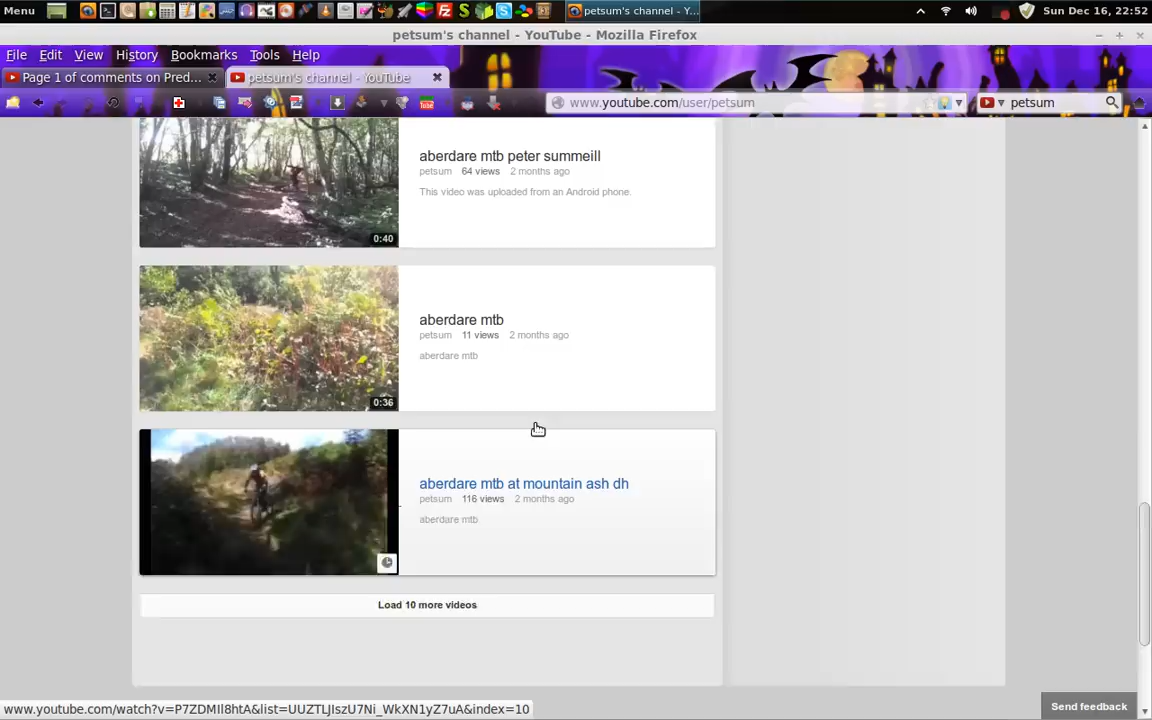 Menu
petsum's channel - Y...
Sun Dec 16, 22:52
petsum's channel - YouTube - Mozilla Firefox
File Edit View History Bookmarks Tools Help
Page 1 of comments on Pred...
petsum's channel - YouTube
www.youtube.com/user/petsum
petsum
aberdare mtb peter summeill
petsum 64 views 2 months ago
This video was uploaded from an Android phone.
0:40
aberdare mtb
petsum 11 views 2 months ago
aberdare mtb
0:36
aberdare mtb at mountain ash dh
petsum 116 views 2 months ago
aberdare mtb
Load 10 more videos
Send feedback
www.youtube.com/watch?v=P7ZDMIl8htA&list=UUZTLJIszU7Ni_WkXN1yZ7uA&index=10